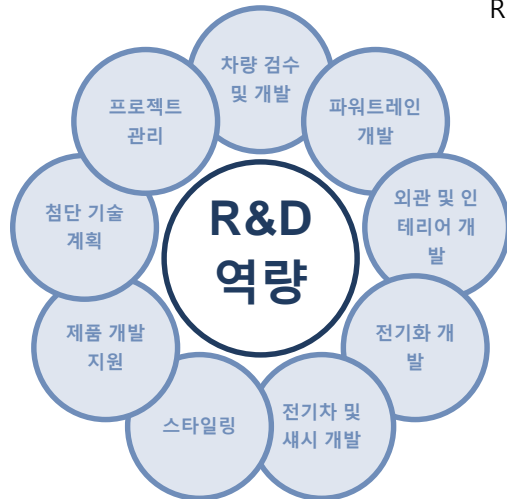 R
차량 검수
및 개발
파워트레인
개발
외관 및 인
테리어 개
발
전기화 개
발
전기차 및
섀시 개발
스타일링
제품 개발
지원
첨단 기술
계획
프로젝트
관리
R&D
역량